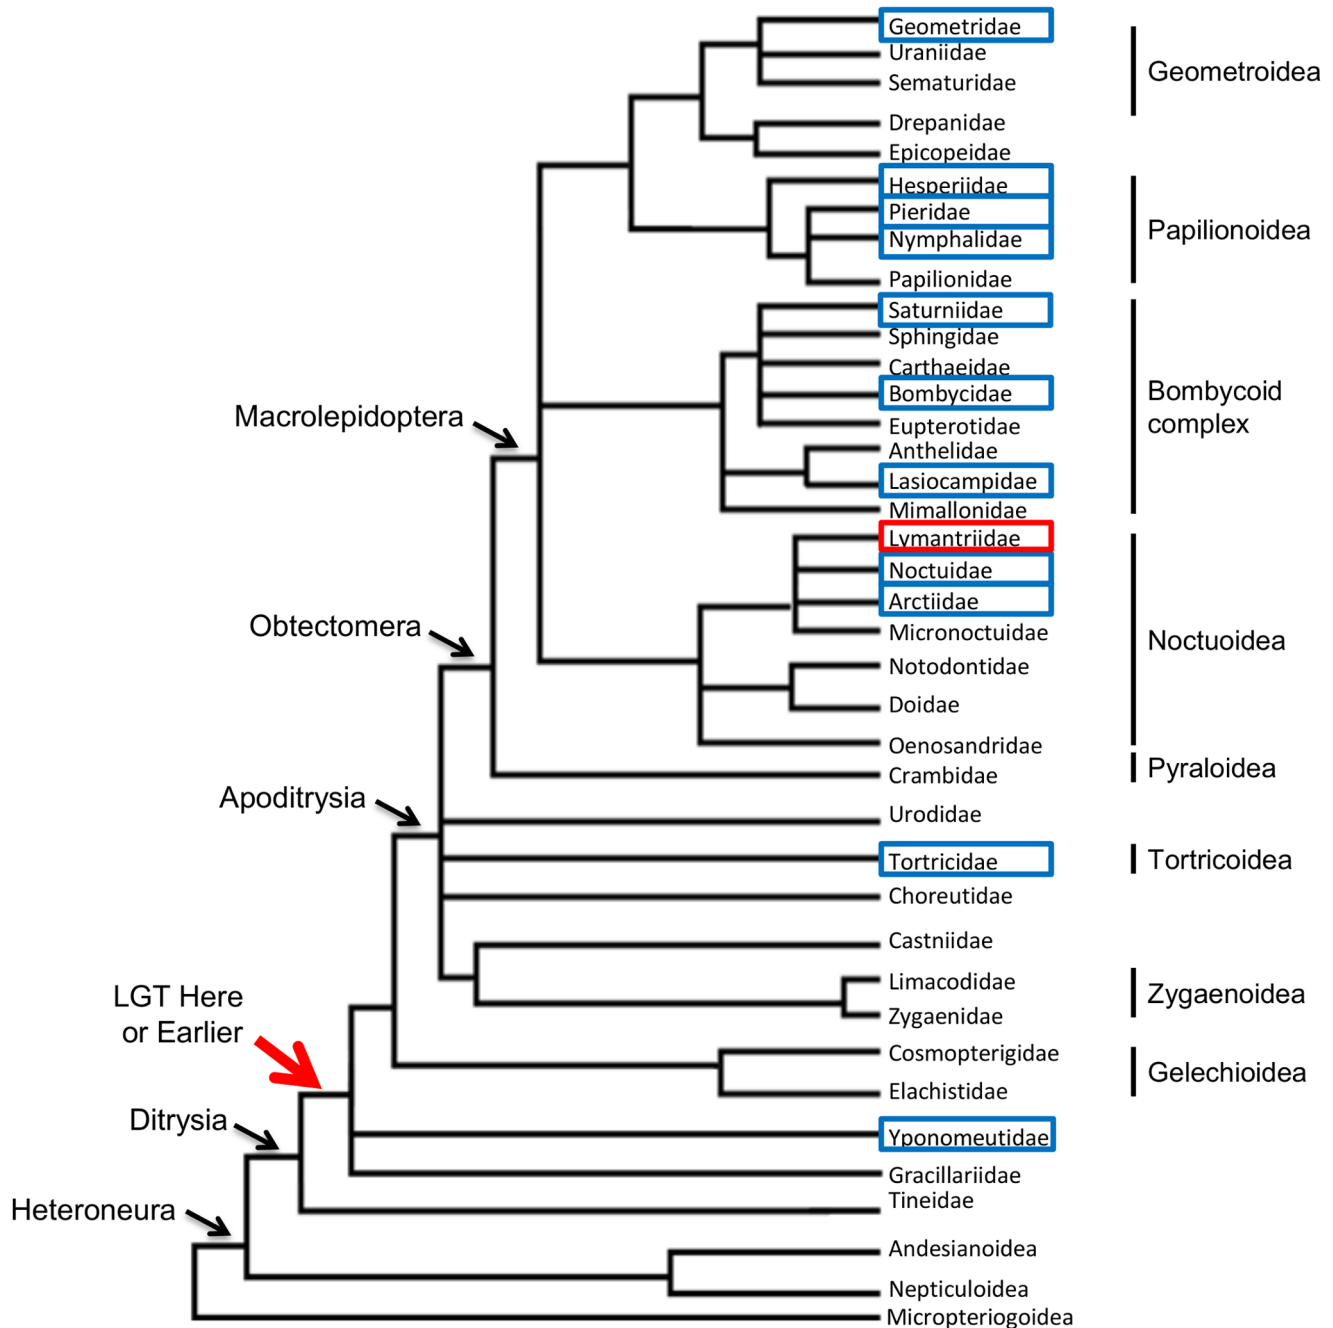 Geometridae
Uraniidae
Sematuridae
Geometroidea
Drepanidae
Epicopeidae
Hesperiidae
Pieridae
Nymphalidae
Papilionidae
Papilionoidea
Saturniidae
Sphingidae
Carthaeidae
Bombycidae
Eupterotidae
Anthelidae
Lasiocampidae
Mimallonidae
Bombycoid
complex
Macrolepidoptera
Lymantriidae
Noctuidae
Arctiidae
Micronoctuidae
Notodontidae
Doidae
Oenosandridae
Noctuoidea
Obtectomera
Crambidae
Pyraloidea
Apoditrysia
Urodidae
Tortricidae
Tortricoidea
Choreutidae
Castniidae
Limacodidae
Zygaenidae
Zygaenoidea
LGT Here
or Earlier
Cosmopterigidae
Elachistidae
Gelechioidea
Ditrysia
Yponomeutidae
Gracillariidae
Tineidae
Heteroneura
Andesianoidea
Nepticuloidea
Micropteriogoidea